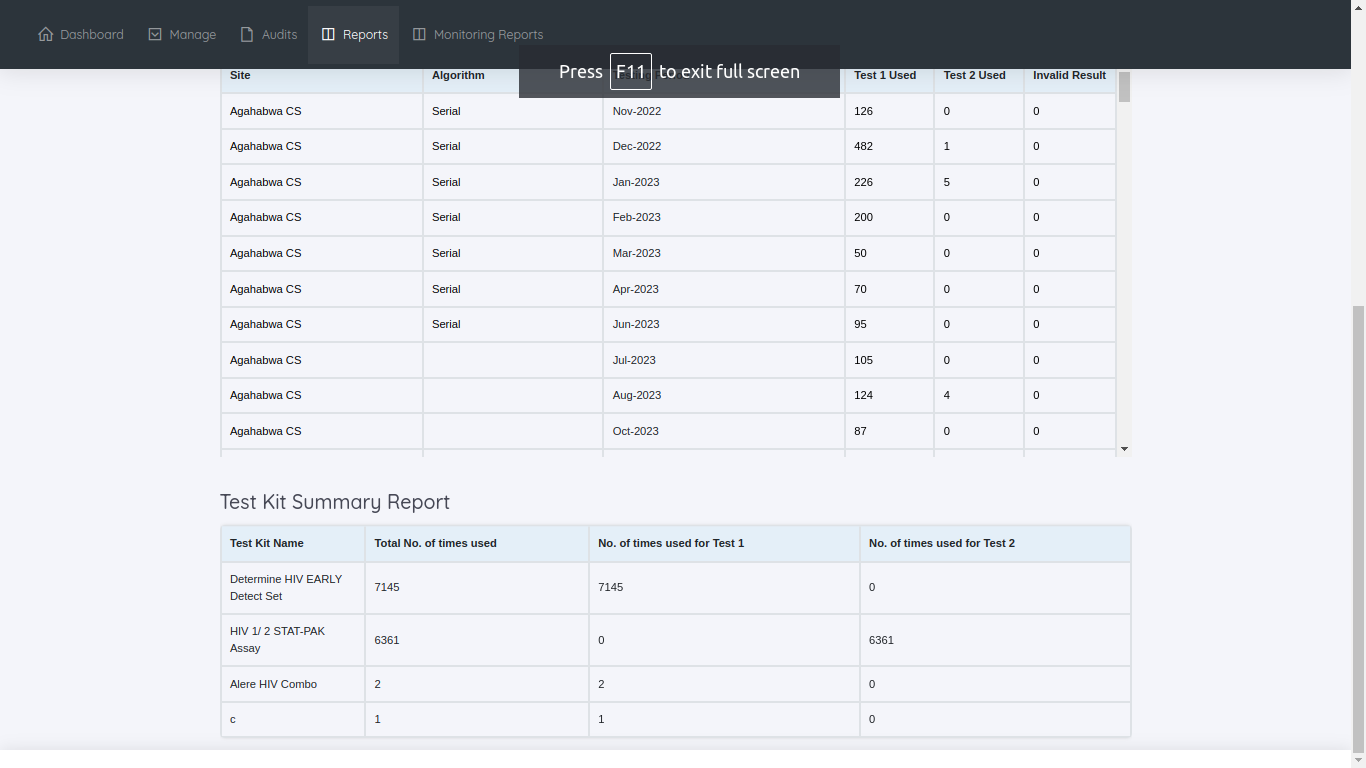 Dashboard Manage Audits Reports Monitoring Reports
Press F11 to exit full screen
Site Algorithm Test 1 Used Test 2 Used Invalid Result
Agahabwa CS Serial Nov-2022 126 0 0
Agahabwa CS Serial Dec-2022 482 1 0
Agahabwa CS Serial Jan-2023 226 5 0
Agahabwa CS Serial Feb-2023 200 0 0
Agahabwa CS Serial Mar-2023 50 0 0
Agahabwa CS Serial Apr-2023 70 0 0
Agahabwa CS Serial Jun-2023 95 0 0
Agahabwa CS Jul-2023 105 0 0
Agahabwa CS Aug-2023 124 4 0
Agahabwa CS Oct-2023 87 0 0
Test Kit Summary Report
Test Kit Name Total No. of times used No. of times used for Test 1 No. of times used for Test 2
Determine HIV EARLY
Detect Set 7145 7145 0
HIV 1/ 2 STAT-PAK
Assay 6361 0 6361
Alere HIV Combo 2 2 0
c 1 1 0